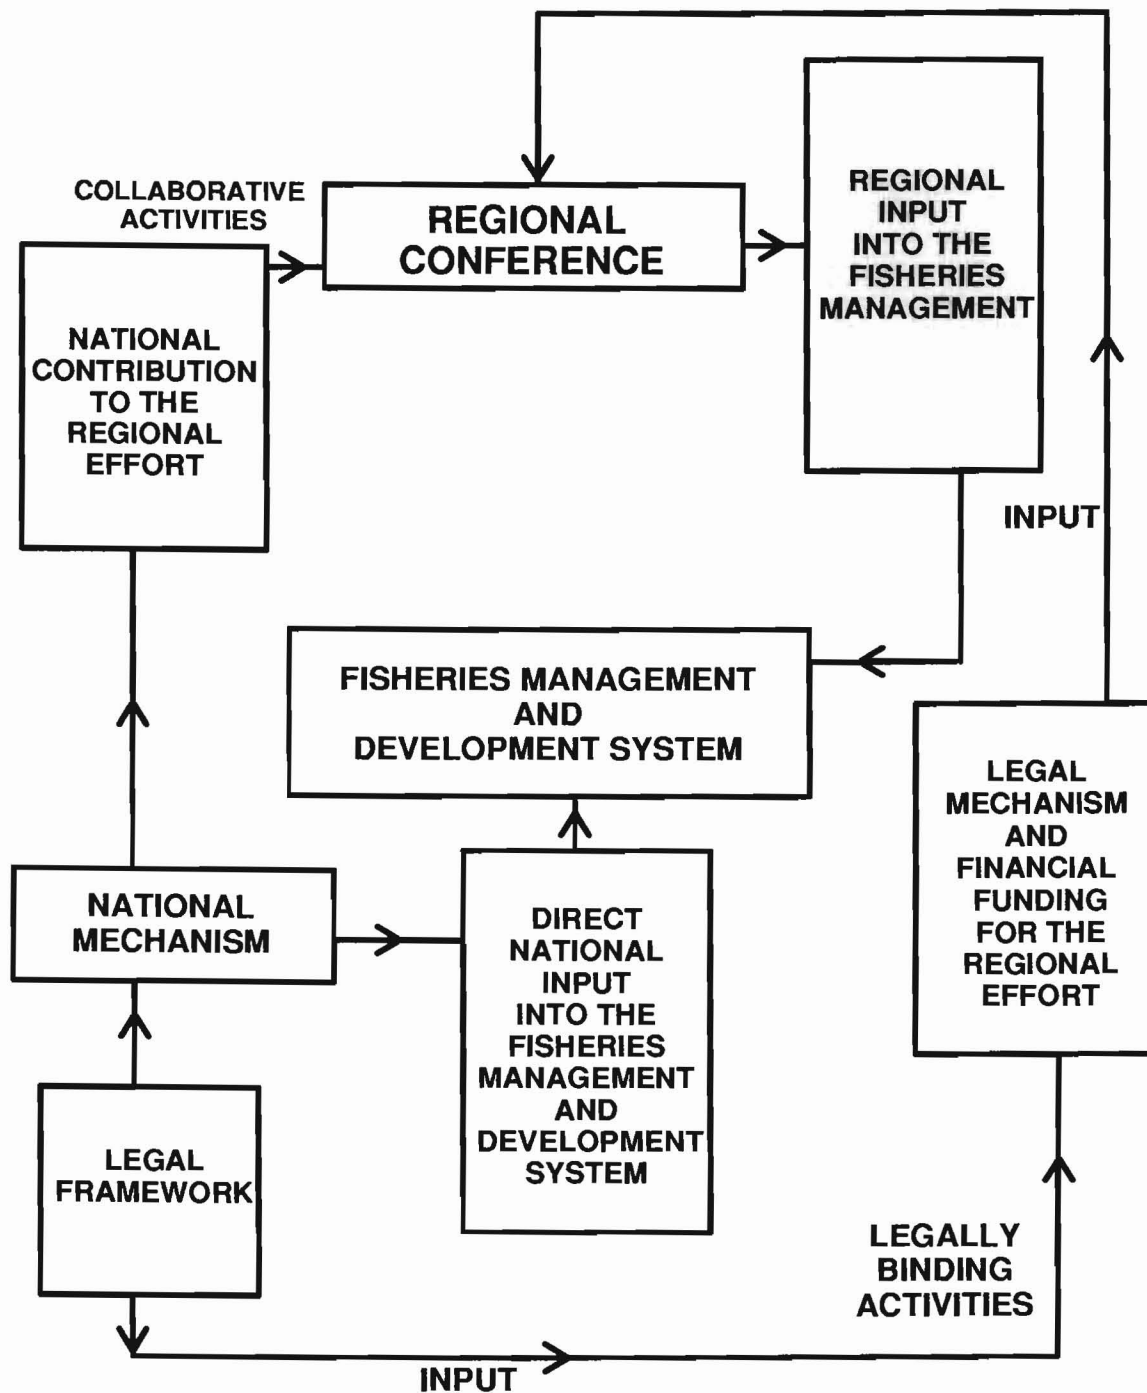 COLLABORATIVE
ACTIVITIES
REGIONAL
CONFERENCE
REGIONAL
INPUT
INTO THE
FISHERIES
MANAGEMENT
NATIONAL
CONTRIBUTION
TO THE
REGIONAL
EFFORT
INPUT
FISHERIES MANAGEMENT
AND
DEVELOPMENT SYSTEM
LEGAL
MECHANISM
AND
FINANCIAL
FUNDING
FOR THE
REGIONAL
EFFORT
NATIONAL
MECHANISM
DIRECT
NATIONAL
INPUT
INTO THE
FISHERIES
MANAGEMENT
AND
DEVELOPMENT
SYSTEM
LEGAL
FRAMEWORK
LEGALLY
BINDING
ACTIVITIES
INPUT